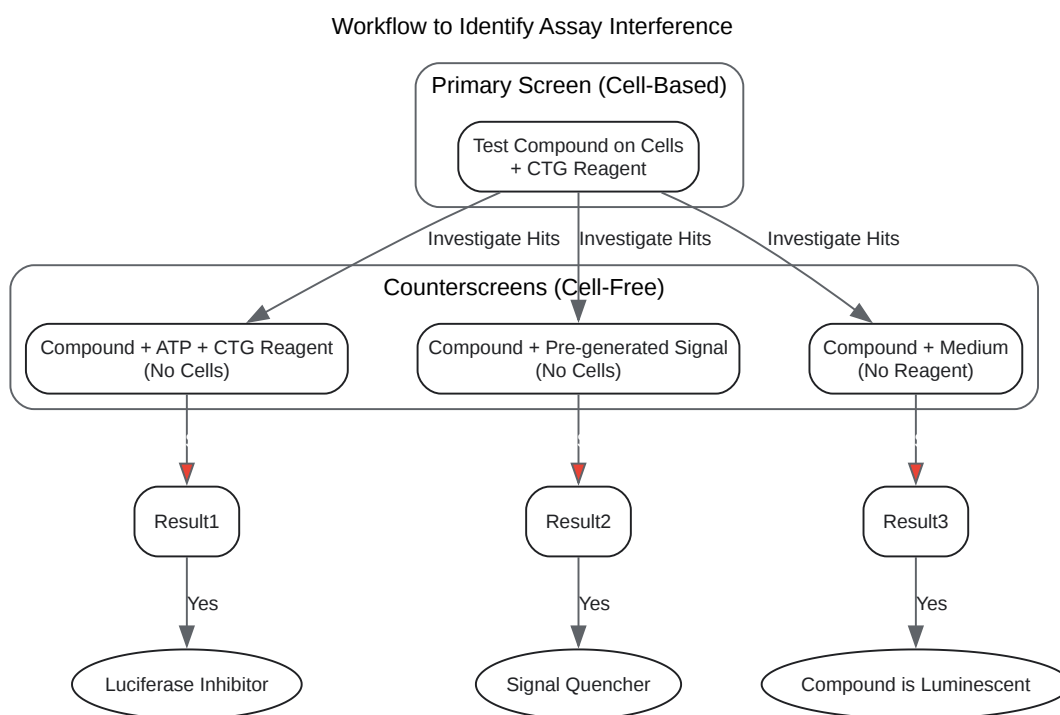 Workflow to Identify Assay Interference
Primary Screen (Cell-Based)
Test Compound on Cells
+ CTG Reagent
Investigate Hits
Investigate Hits
Investigate Hits
Counterscreens (Cell-Free)
Compound + ATP + CTG Reagent
(No Cells)
Compound + Pre-generated Signal
(No Cells)
Compound + Medium
(No Reagent)
Result1
Result2
Result3
Yes
Yes
Yes
Luciferase Inhibitor
Signal Quencher
Compound is Luminescent